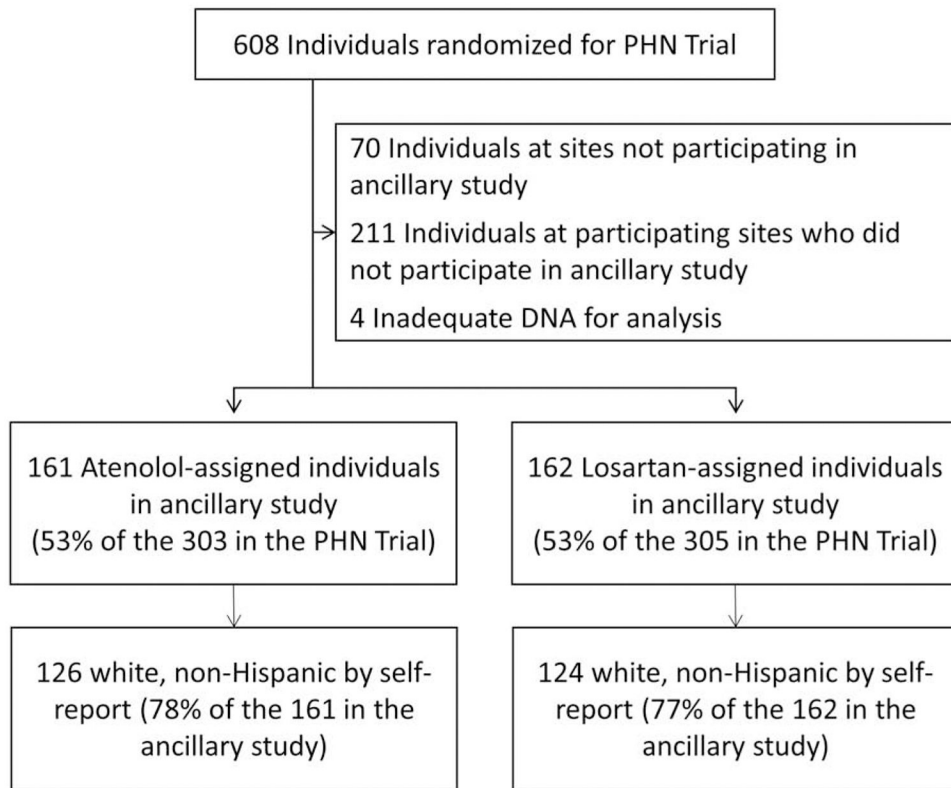 608 Individuals randomized for PHN Trial
70 Individuals at sites not participating in
ancillary study
211 Individuals at participating sites who did
not participate in ancillary study
4 Inadequate DNA for analysis
161 Atenolol-assigned individuals
in ancillary study
(53% of the 303 in the PHN Trial)
162 Losartan-assigned individuals
in ancillary study
(53% of the 305 in the PHN Trial)
126 white, non-Hispanic by self-
report (78% of the 161 in the
ancillary study)
124 white, non-Hispanic by self-
report (77% of the 162 in the
ancillary study)